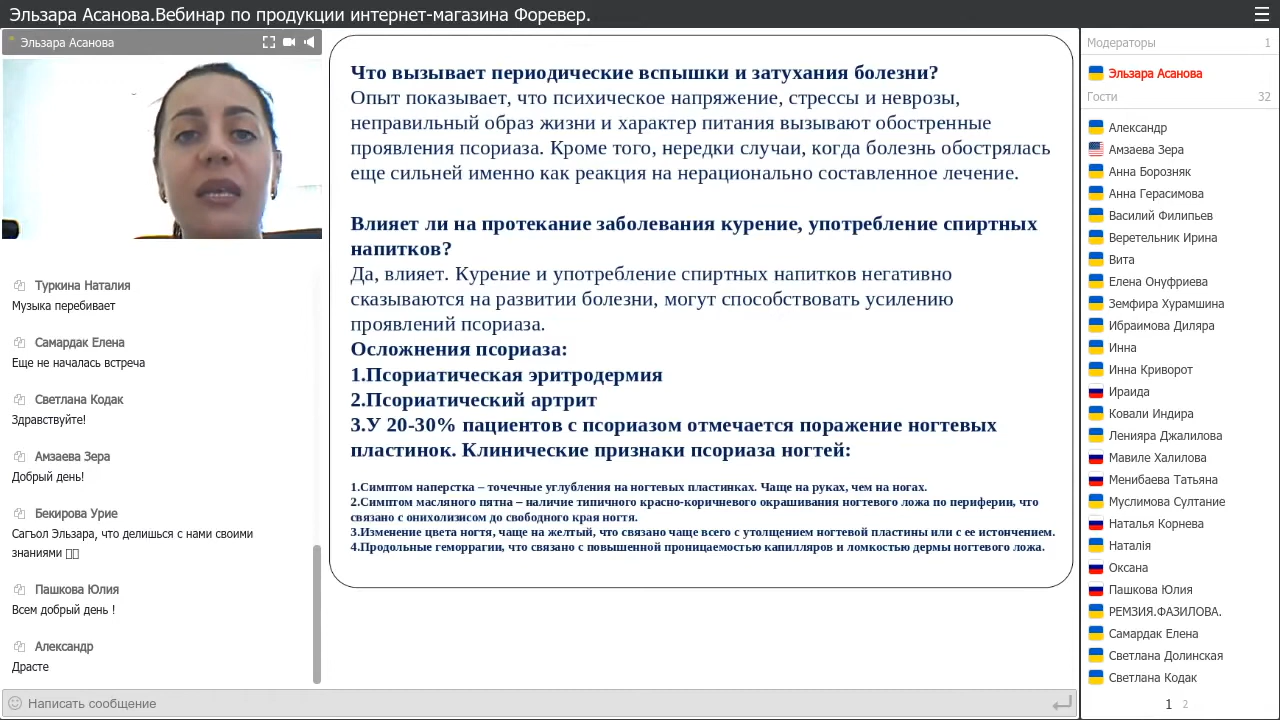 Эльзара Асанова.Вебинар по продукции интернет-магазина Форевер.
Эльзара Асанова
Туркина Наталия
Музыка перебивает
Самардак Елена
Еще не началась встреча
Светлана Кодак
Здравствуйте!
Амзаева Зера
Добрый день!
Бекирова Урие
Сагъол Эльзара, что делишься с нами своими
знаниями
Пашкова Юлия
Всем добрый день !
Александр
Драсте
Написать сообщение
Что вызывает периодические вспышки и затухания болезни?
Опыт показывает, что психическое напряжение, стрессы и неврозы,
неправильный образ жизни и характер питания вызывают обостренные
проявления псориаза. Кроме того, нередки случаи, когда болезнь обострялась
еще сильней именно как реакция на нерационально составленное лечение.
Влияет ли на протекание заболевания курение, употребление спиртных
напитков?
Да, влияет. Курение и употребление спиртных напитков негативно
сказываются на развитии болезни, могут способствовать усилению
проявлений псориаза.
Осложнения псориаза:
1.Псориатическая эритродермия
2.Псориатический артрит
3.У 20-30% пациентов с псориазом отмечается поражение ногтевых
пластинок. Клинические признаки псориаза ногтей:
1.Симптом наперстка – точечные углубления на ногтевых пластинках. Чаще на руках, чем на ногах.
2.Симптом масляного пятна – наличие типичного красно-коричневого окрашивания ногтевого ложа по периферии, что
связано с онихолизисом до свободного края ногтя.
3.Изменение цвета ногтя, чаще на желтый, что связано чаще всего с утолщением ногтевой пластины или с ее истончением.
4.Продольные геморрагии, что связано с повышенной проницаемостью капилляров и ломкостью дермы ногтевого ложа.
Модераторы 1
Эльзара Асанова
Гости 32
Александр
Амзаева Зера
Анна Борозняк
Анна Герасимова
Василий Филипьев
Веретельник Ирина
Вита
Елена Онуфриева
Земфира Хурамшина
Ибраимова Диляра
Инна
Инна Криворот
Ираида
Ковали Индира
Ленияра Джалилова
Мавиле Халилова
Менибаева Татьяна
Муслимова Султание
Наталья Корнева
Наталія
Оксана
Пашкова Юлия
РЕМЗИЯ.ФАЗИЛОВА.
Самардак Елена
Светлана Долинская
Светлана Кодак
1 2